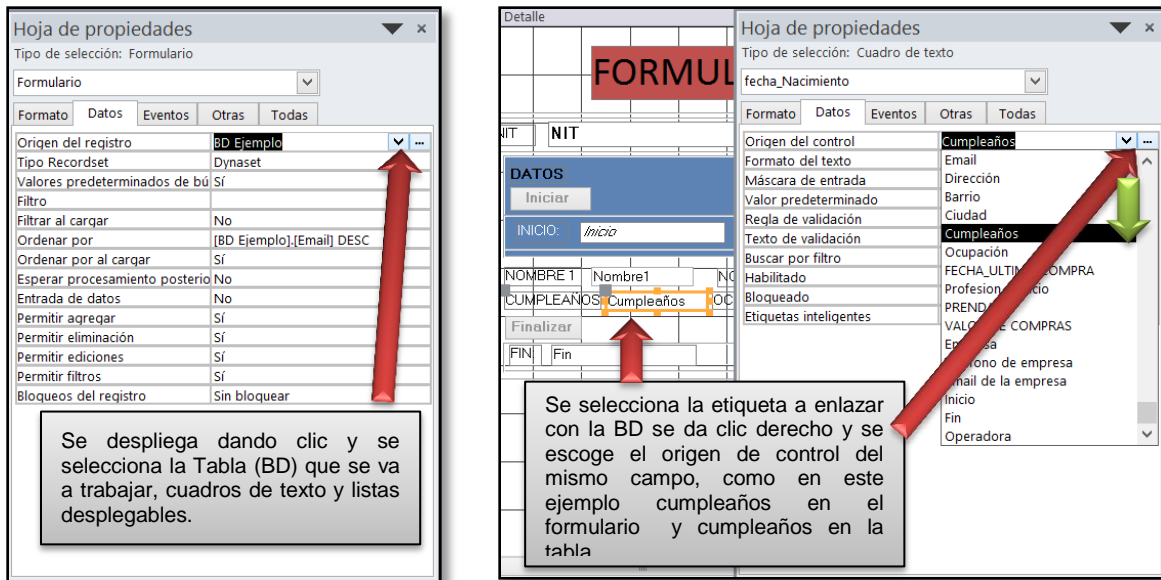 Hoja de propiedades
Tipo de selección: Formulario
Formulario
Formato Datos Eventos Otras Todas
Origen del registro BD Ejemplo
Tipo Recordset Dynaset
Valores predeterminados de bú Sí
Filtro
Filtrar al cargar No
Ordenar por [BD Ejemplo].[Email] DESC
Ordenar por al cargar Sí
Esperar procesamiento posterio No
Entrada de datos No
Permitir agregar Sí
Permitir eliminación Sí
Permitir ediciones Sí
Permitir filtros Sí
Bloqueos del registro Sin bloquear
Se despliega dando clic y se
selecciona la Tabla (BD) que se va
a trabajar, cuadros de texto y listas
desplegables.
Detalle
FORMUL
NIT NIT
DATOS
Iniciar
INICIO: Inicio
NOMBRE 1 Nombre1 NO
CUMPLEAÑOS Cumpleaños OC
Finalizar
FIN Fin
Hoja de propiedades
Tipo de selección: Cuadro de texto
fecha_Nacimiento
Formato Datos Eventos Otras Todas
Origen del control Cumpleaños
Formato del texto
Máscara de entrada
Valor predeterminado
Regla de validación
Texto de validación
Buscar por filtro
Habilitado
Bloqueado
Etiquetas inteligentes
Email
Dirección
Barrio
Ciudad
Cumpleaños
Ocupación
FECHA_ULTIM COMPRA
Profesion cio
PRENDA
VALO E COMPRAS
Em sa
ono de empresa
mail de la empresa
Inicio
Fin
Operadora
Se selecciona la etiqueta a enlazar
con la BD se da clic derecho y se
escoge el origen de control del
mismo campo, como en este
ejemplo cumpleaños en el
formulario y cumpleaños en la
tabla